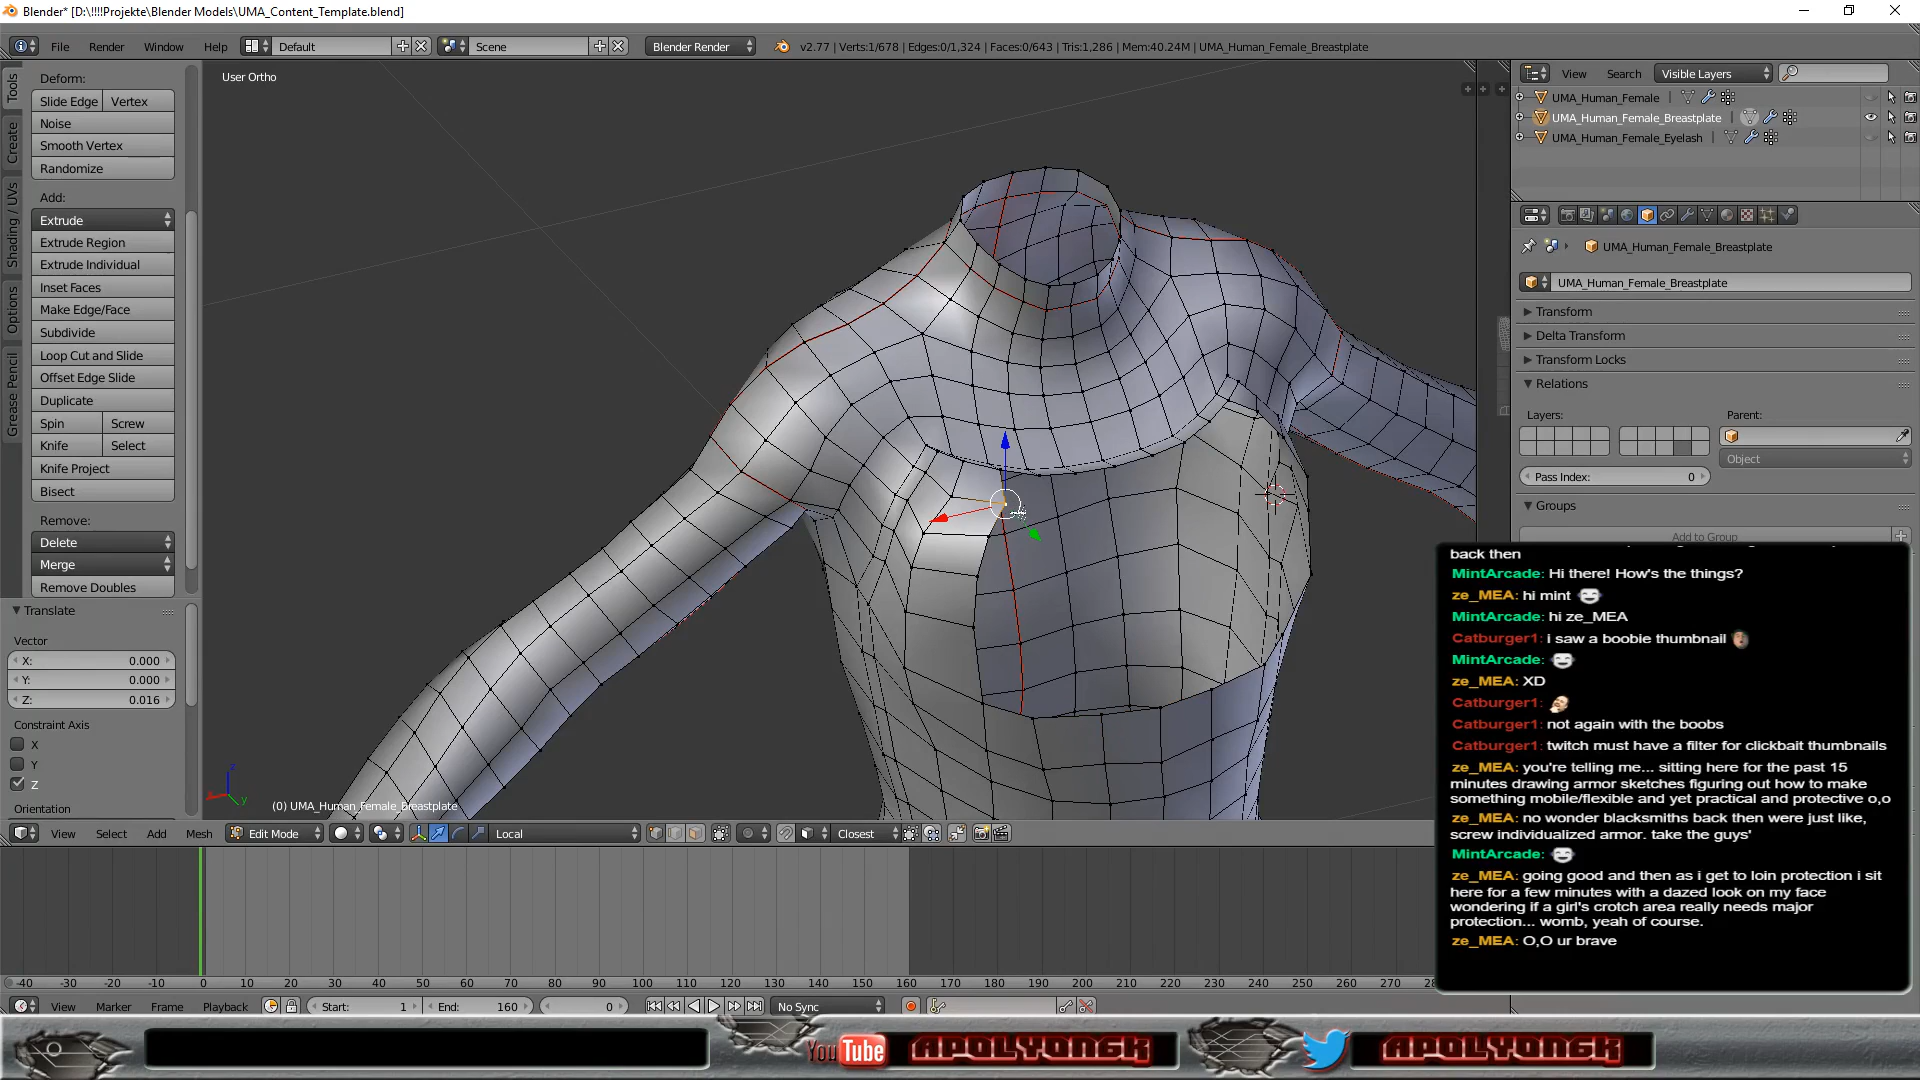 Blender* [D:\!!!!Projekte\Blender Models\UMA_Content_Template.blend]
File Render Window Help Default Scene Blender Render v2.77 | Verts:1/678 | Edges:0/1,324 | Faces:0/643 | Tris:1,286 | Mem:40.24M | UMA_Human_Female_Breastplate
Tools
Create
Shading / UVs
Options
Grease Pencil
Deform:
Slide Edge Vertex
Noise
Smooth Vertex
Randomize
Add:
Extrude
Extrude Region
Extrude Individual
Inset Faces
Make Edge/Face
Subdivide
Loop Cut and Slide
Offset Edge Slide
Duplicate
Spin Screw
Knife Select
Knife Project
Bisect
Remove:
Delete
Merge
Remove Doubles
Translate
Vector
X: 0.000
Y: 0.000
Z: 0.016
Constraint Axis
X
Y
Z
Orientation
User Ortho
(0) UMA_Human_Female_Breastplate
View Select Add Mesh Edit Mode Local Closest
View Search Visible Layers
UMA_Human_Female
UMA_Human_Female_Breastplate
UMA_Human_Female_Eyelash
UMA_Human_Female_Breastplate
UMA_Human_Female_Breastplate
Transform
Delta Transform
Transform Locks
Relations
Layers: Parent:
Object
Pass Index: 0
Groups
Add to Group
back then
MintArcade: Hi there! How's the things?
ze_MEA: hi mint
MintArcade: hi ze_MEA
Catburger1: i saw a boobie thumbnail
MintArcade:
ze_MEA: XD
Catburger1:
Catburger1: not again with the boobs
Catburger1: twitch must have a filter for clickbait thumbnails
ze_MEA: you're telling me... sitting here for the past 15
minutes drawing armor sketches figuring out how to make
something mobile/flexible and yet practical and protective o,o
ze_MEA: no wonder blacksmiths back then were just like,
screw individualized armor. take the guys'
MintArcade:
ze_MEA: going good and then as i get to loin protection i sit
here for a few minutes with a dazed look on my face
wondering if a girl's crotch area really needs major
protection... womb, yeah of course.
ze_MEA: O,O ur brave
-40 -30 -20 -10 0 10 20 30 40 50 60 70 80 90 100 110 120 130 140 150 160 170 180 190 200 210 220 230 240 250 260 270
View Marker Frame Playback Start: 1 End: 160 0 No Sync
YouTube APOLYON6K APOLYON6K